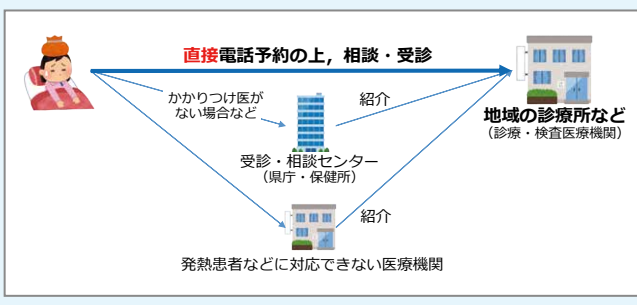 直接電話予約の上，相談・受診
かかりつけ医が
ない場合など
紹介
地域の診療所など
（診療・検査医療機関）
受診・相談センター
（県庁・保健所）
紹介
発熱患者などに対応できない医療機関